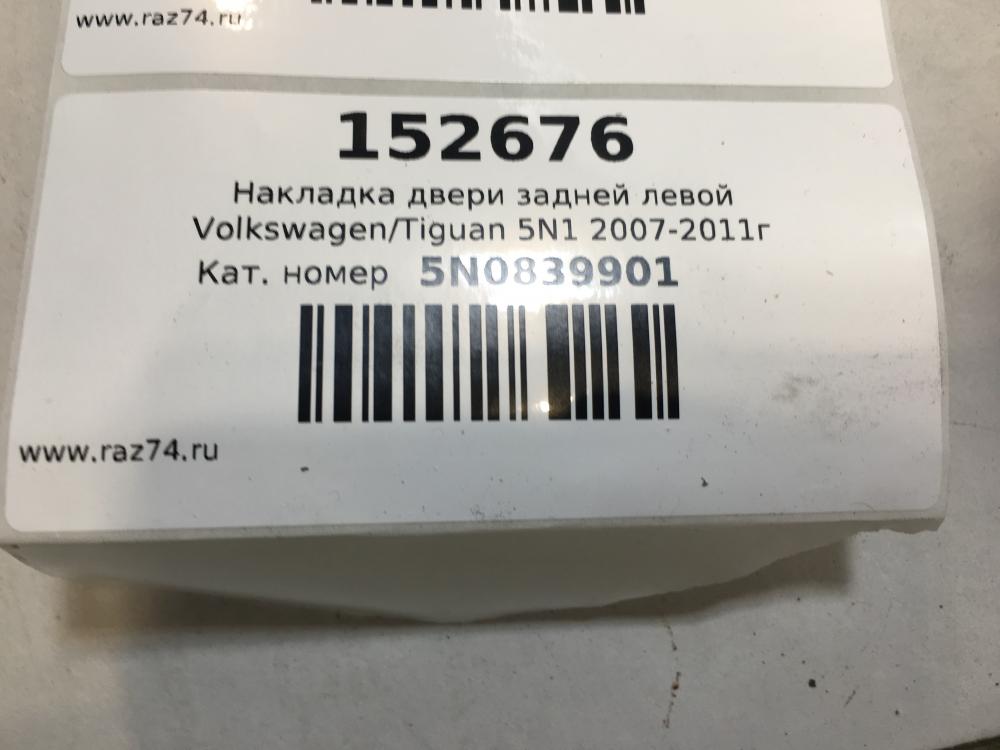 www.raz74.ru
152676
Накладка двери задней левой
Volkswagen/Tiguan 5N1 2007-2011г
Кат. номер 5N0839901
www.raz74.ru